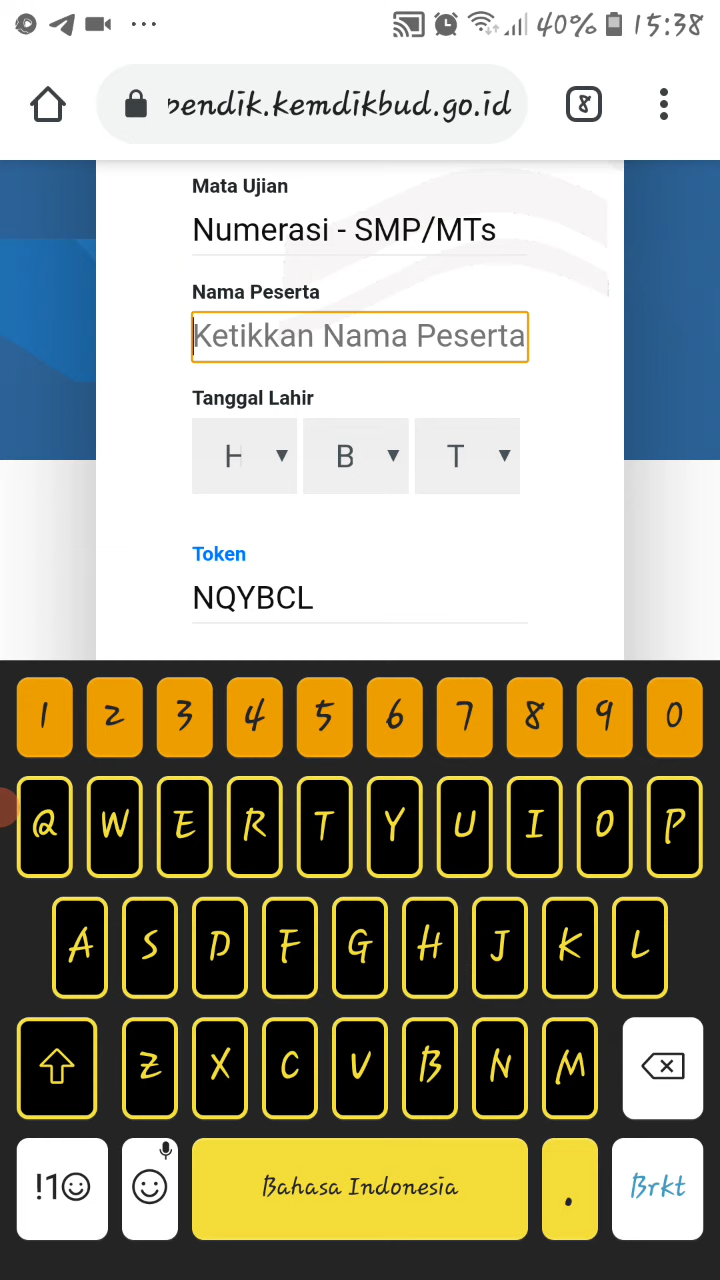 40% 15:38
pendik.kemdikbud.go.id 8
Mata Ujian
Numerasi - SMP/MTs
Nama Peserta
Ketikkan Nama Peserta
Tanggal Lahir
H B T
Token
NQYBCL
1 2 3 4 5 6 7 8 9 0
Q W E R T Y U I O P
A S D F G H J K L
Z X C V B N M
!1☺ Bahasa Indonesia . Brkt